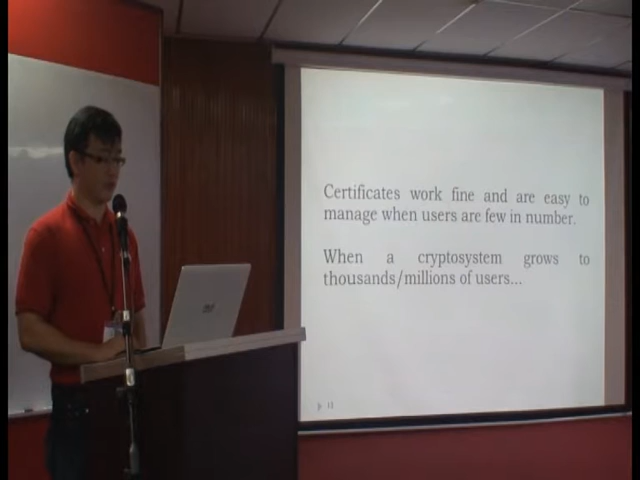 Certificates work fine and are easy to
manage when users are few in number.
When a cryptosystem grows to
thousands/millions of users...